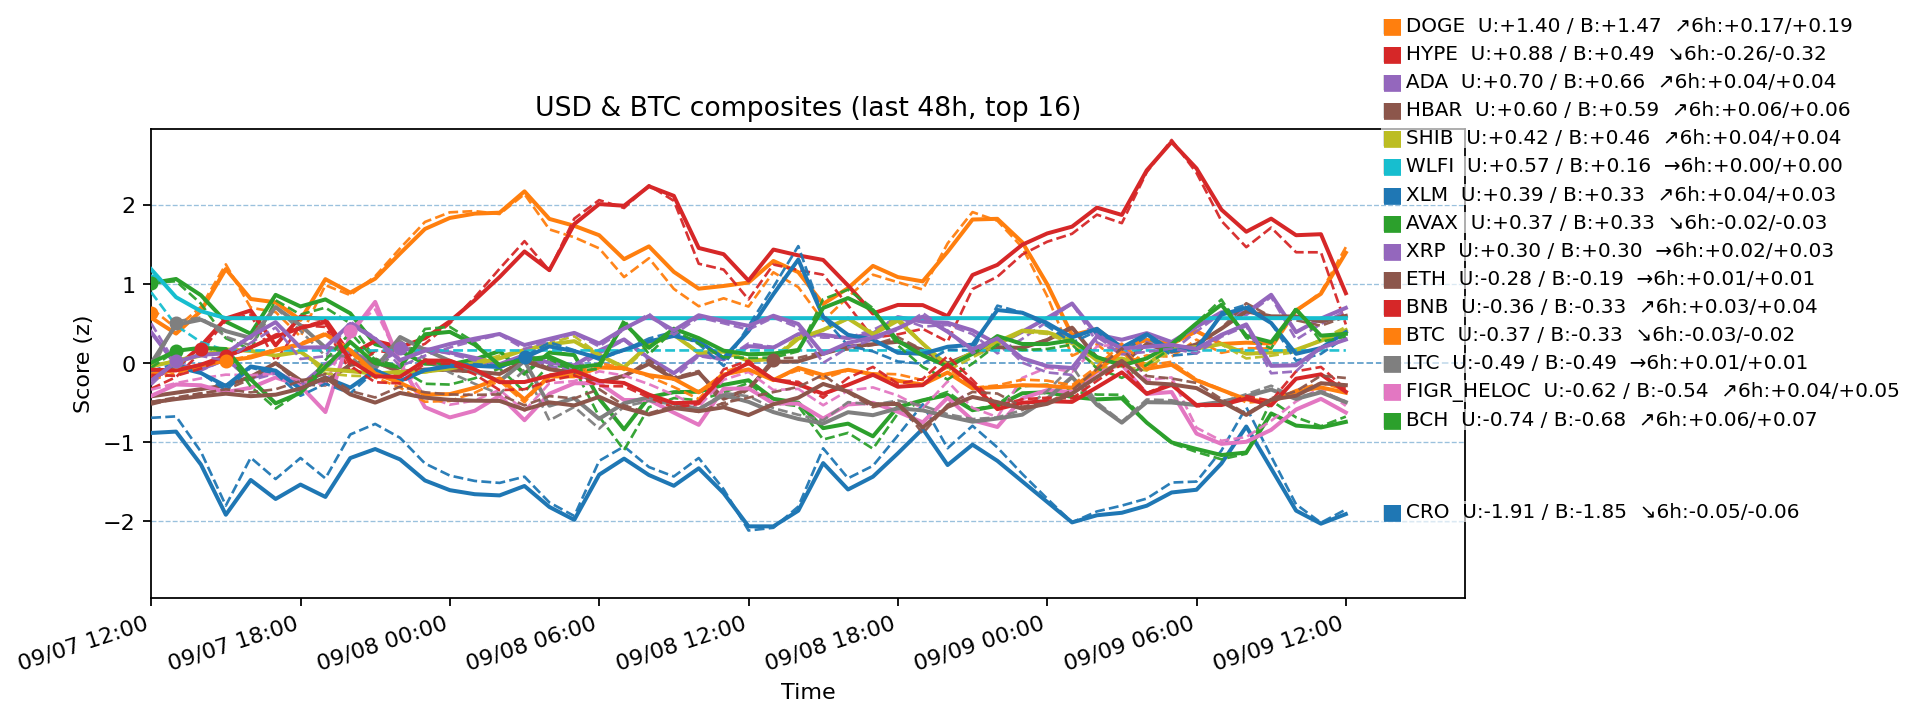 DOGE  U:+1.40 / B:+1.47  ↗6h:+0.17/+0.19
HYPE  U:+0.88 / B:+0.49  ↘6h:-0.26/-0.32
ADA  U:+0.70 / B:+0.66  ↗6h:+0.04/+0.04
USD & BTC composites (last 48h, top 16)
HBAR  U:+0.60 / B:+0.59  ↗6h:+0.06/+0.06
SHIB  U:+0.42 / B:+0.46  ↗6h:+0.04/+0.04
WLFI  U:+0.57 / B:+0.16  →6h:+0.00/+0.00
XLM  U:+0.39 / B:+0.33  ↗6h:+0.04/+0.03
AVAX  U:+0.37 / B:+0.33  ↘6h:-0.02/-0.03
XRP  U:+0.30 / B:+0.30  →6h:+0.02/+0.03
ETH  U:-0.28 / B:-0.19  →6h:+0.01/+0.01
BNB  U:-0.36 / B:-0.33  ↗6h:+0.03/+0.04
BTC  U:-0.37 / B:-0.33  ↘6h:-0.03/-0.02
LTC  U:-0.49 / B:-0.49  →6h:+0.01/+0.01
FIGR_HELOC  U:-0.62 / B:-0.54  ↗6h:+0.04/+0.05
BCH  U:-0.74 / B:-0.68  ↗6h:+0.06/+0.07
CRO  U:-1.91 / B:-1.85  ↘6h:-0.05/-0.06
Score (z)
2
1
0
−1
−2
09/07 12:00
09/07 18:00
09/08 00:00
09/08 06:00
09/08 12:00
09/08 18:00
09/09 00:00
09/09 06:00
09/09 12:00
Time